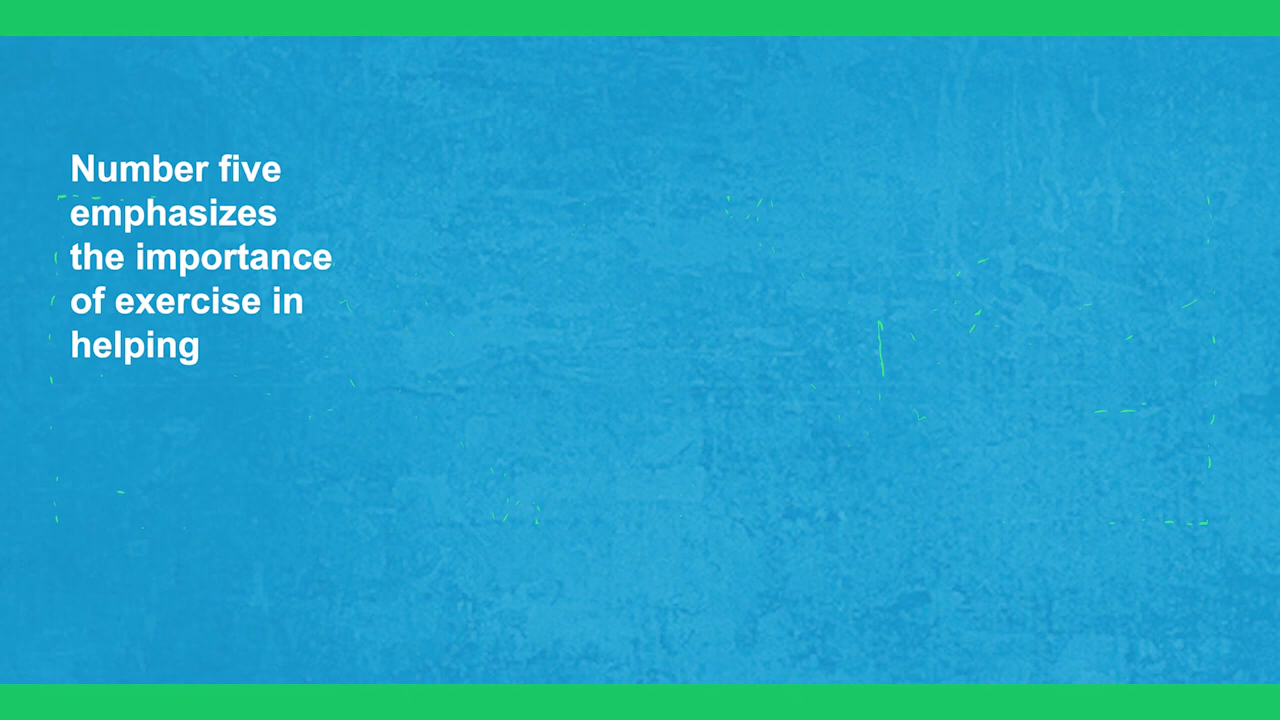 Number five
emphasizes
the importance
of exercise in
helping